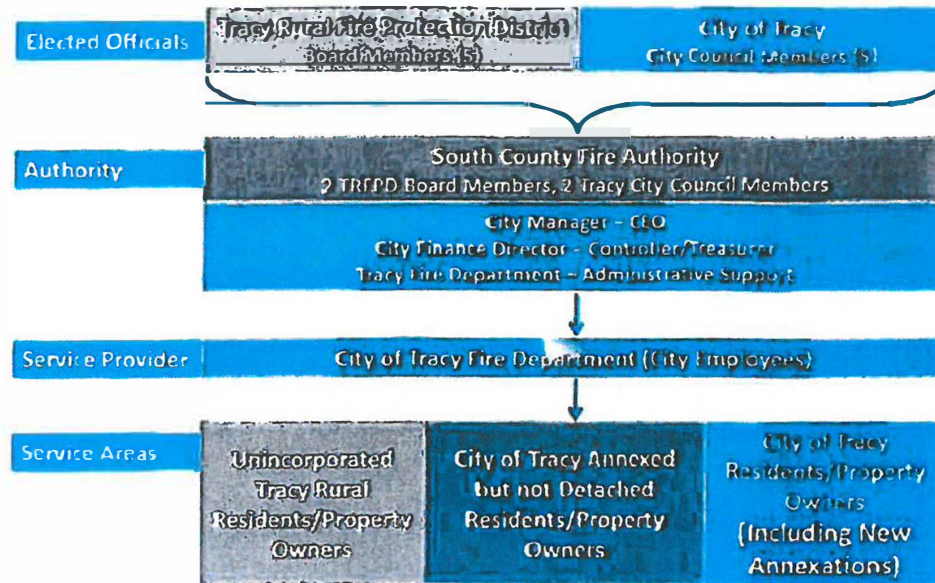 Elected Officials
Tracy Rural Fire Protection District
Board Members (5)
City of Tracy
City Council Members (5)
Authority
South County Fire Authority
2 TRFPD Board Members, 2 Tracy City Council Members
City Manager – CEO
City Finance Director – Controller/Treasurer
Tracy Fire Department – Administrative Support
Service Provider
City of Tracy Fire Department (City Employees)
Service Areas
Unincorporated
Tracy Rural
Residents/Property
Owners
City of Tracy Annexed
but not Detached
Residents/Property
Owners
City of Tracy
Residents/Property
Owners
(Including New
Annexations)